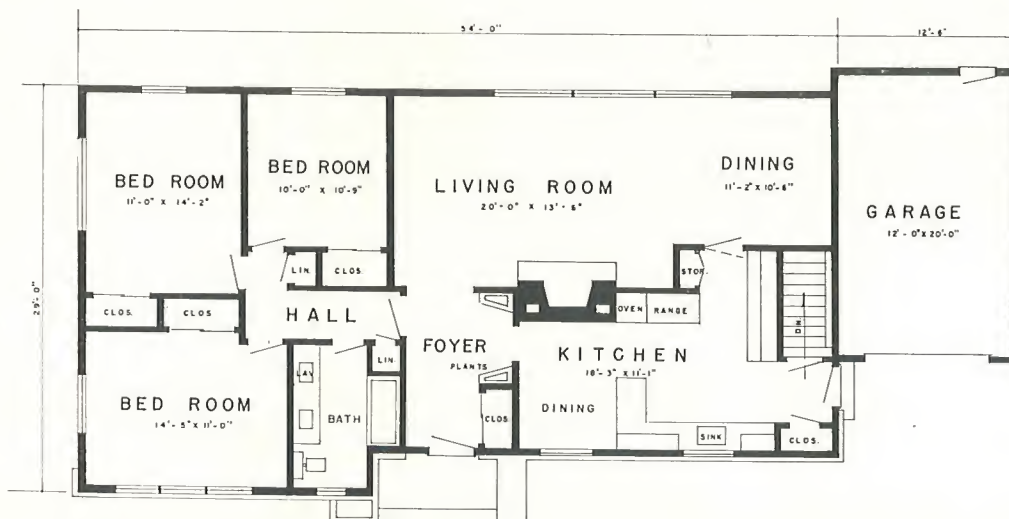 54'-0"
12'-6"
29'-0"
BED ROOM
11'-0" X 14'-2"
BED ROOM
10'-0" X 10'-9"
LIVING ROOM
20'-0" X 13'-6"
DINING
11'-2" X 10'-6"
GARAGE
12'-0" X 20'-0"
LIN.
CLOS.
STOR.
CLOS.
CLOS
HALL
OVEN
RANGE
FOYER
PLANTS
KITCHEN
18'-3" X 11'-1"
LIN.
LAV.
BED ROOM
14'-5" X 11'-0"
BATH
DINING
CLOS
SINK
CLOS.